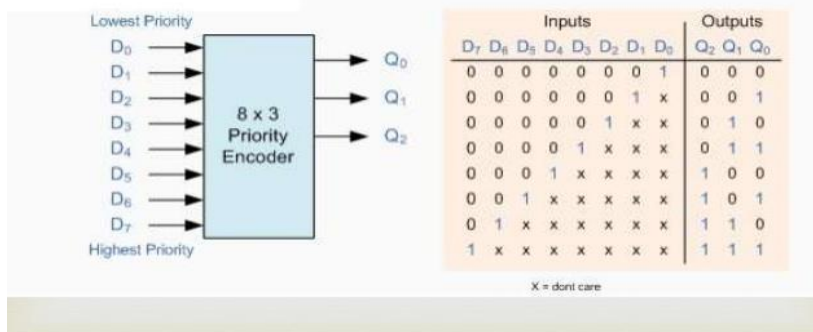 Lowest Priority
D₀
D₁
D₂
D₃
D₄
D₅
D₆
D₇
Highest Priority
8 x 3
Priority
Encoder
Q₀
Q₁
Q₂
Inputs Outputs
D₇ D₆ D₅ D₄ D₃ D₂ D₁ D₀ Q₂ Q₁ Q₀
0 0 0 0 0 0 0 1 0 0 0
0 0 0 0 0 0 1 x 0 0 1
0 0 0 0 0 1 x x 0 1 0
0 0 0 0 1 x x x 0 1 1
0 0 0 1 x x x x 1 0 0
0 0 1 x x x x x 1 0 1
0 1 x x x x x x 1 1 0
1 x x x x x x x 1 1 1
X = dont care